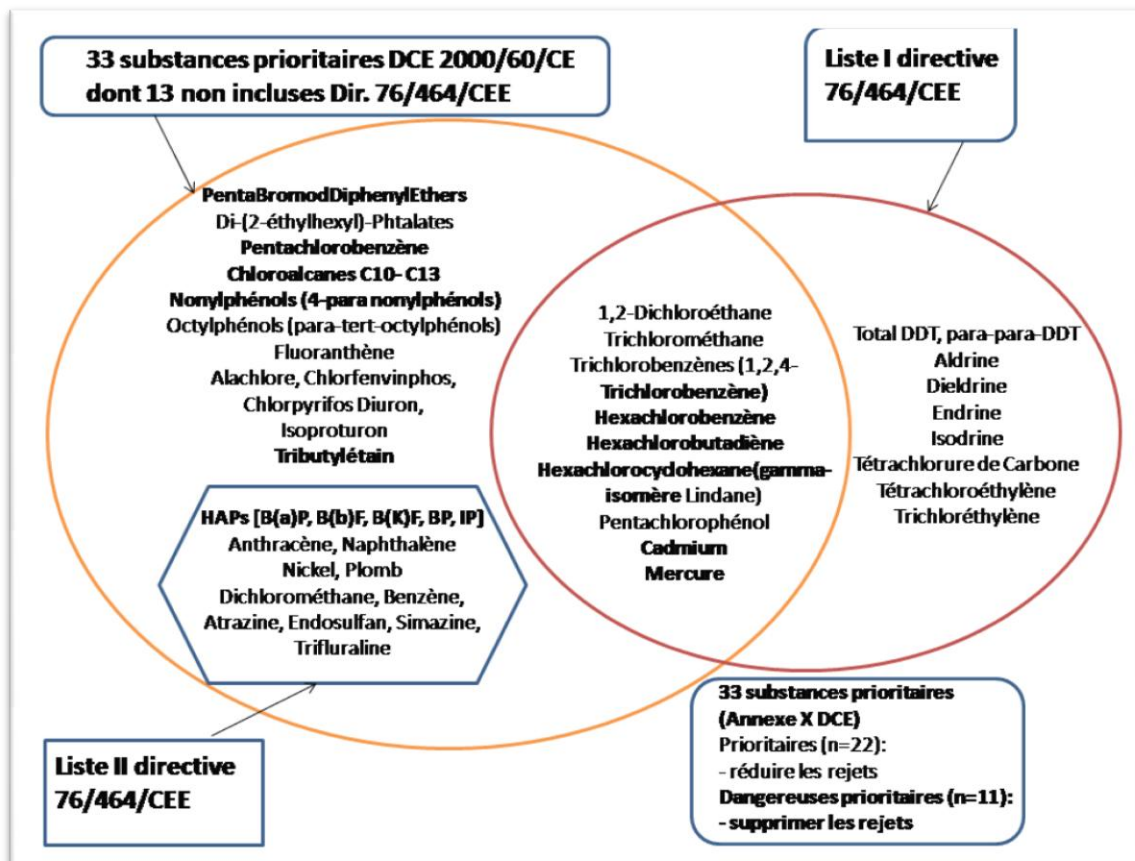 33 substances prioritaires DCE 2000/60/CE
dont 13 non incluses Dir. 76/464/CEE
Liste I directive
76/464/CEE
PentaBromodDiphenylEthers
Di-(2-éthylhexyl)-Phtalates
Pentachlorobenzène
Chloroalcanes C10- C13
Nonylphénols (4-para nonylphénols)
Octylphénols (para-tert-octylphénols)
Fluoranthène
Alachlore, Chlorfenvinphos,
Chlorpyrifos Diuron,
Isoproturon
Tributylétain
HAPs [B(a)P, B(b)F, B(K)F, BP, IP]
Anthracène, Naphtalène
Nickel, Plomb
Dichlorométhane, Benzène,
Atrazine, Endosulfan, Simazine,
Trifluraline
1,2-Dichloroéthane
Trichlorométhane
Trichlorobenzènes (1,2,4-
Trichlorobenzène)
Hexachlorobenzène
Hexachlorobutadiène
Hexachlorocyclohexane(gamma-
isomère Lindane)
Pentachlorophénol
Cadmium
Mercure
Total DDT, para-para-DDT
Aldrine
Dieldrine
Endrine
Isodrine
Tétrachlorure de Carbone
Tétrachloroéthylène
Trichloréthylène
Liste II directive
76/464/CEE
33 substances prioritaires
(Annexe X DCE)
Prioritaires (n=22):
- réduire les rejets
Dangereuses prioritaires (n=11):
- supprimer les rejets